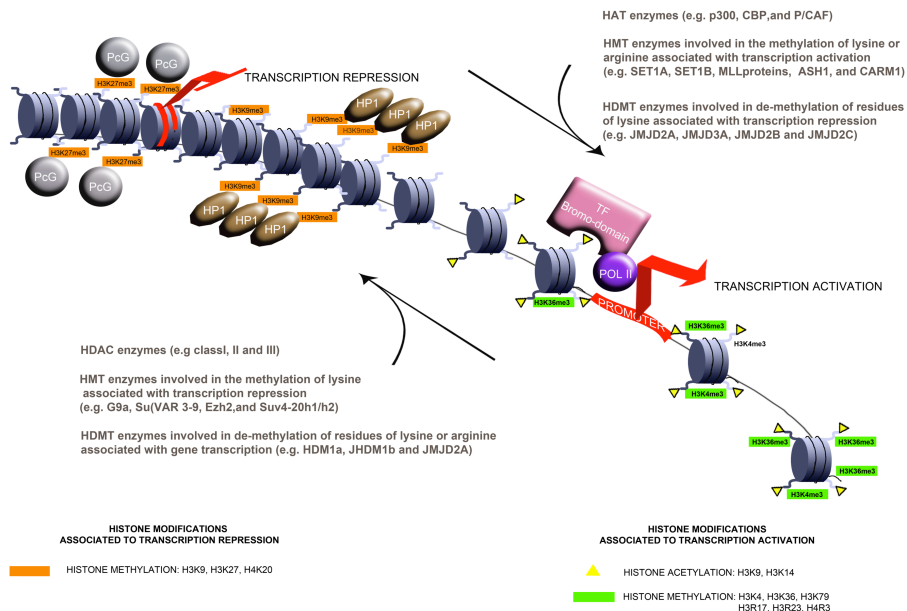 HAT enzymes (e.g. p300, CBP,and P/CAF)
HMT enzymes involved in the methylation of lysine or
arginine associated with transcription activation
(e.g. SET1A, SET1B, MLLproteins, ASH1, and CARM1)
HDMT enzymes involved in de-methylation of residues
of lysine associated with transcription repression
(e.g. JMJD2A, JMJD3A, JMJD2B and JMJD2C)
PcG
PcG
H3K27me3
H3K27me3
TRANSCRIPTION REPRESSION
H3K9me3
H3K9me3
H3K9me3
H3K9me3
HP1
HP1
HP1
H3K27me3
H3K27me3
PcG
PcG
H3K9me3
H3K9me3
H3K9me3
HP1
HP1
HP1
TF
Bromo-domain
POL II
PROMOTER
TRANSCRIPTION ACTIVATION
H3K36me3
H3K36me3
H3K4me3
H3K4me3
H3K36me3
H3K36me3
H3K36me3
H3K4me3
HDAC enzymes (e.g classI, II and III)
HMT enzymes involved in the methylation of lysine
associated with transcription repression
(e.g. G9a, Su(VAR 3-9, Ezh2,and Suv4-20h1/h2)
HDMT enzymes involved in de-methylation of residues of lysine or arginine
associated with gene transcription (e.g. HDM1a, JHDM1b and JMJD2A)
HISTONE MODIFICATIONS
ASSOCIATED TO TRANSCRIPTION REPRESSION
HISTONE METHYLATION: H3K9, H3K27, H4K20
HISTONE MODIFICATIONS
ASSOCIATED TO TRANSCRIPTION ACTIVATION
HISTONE ACETYLATION: H3K9, H3K14
HISTONE METHYLATION: H3K4, H3K36, H3K79
H3R17, H3R23, H4R3